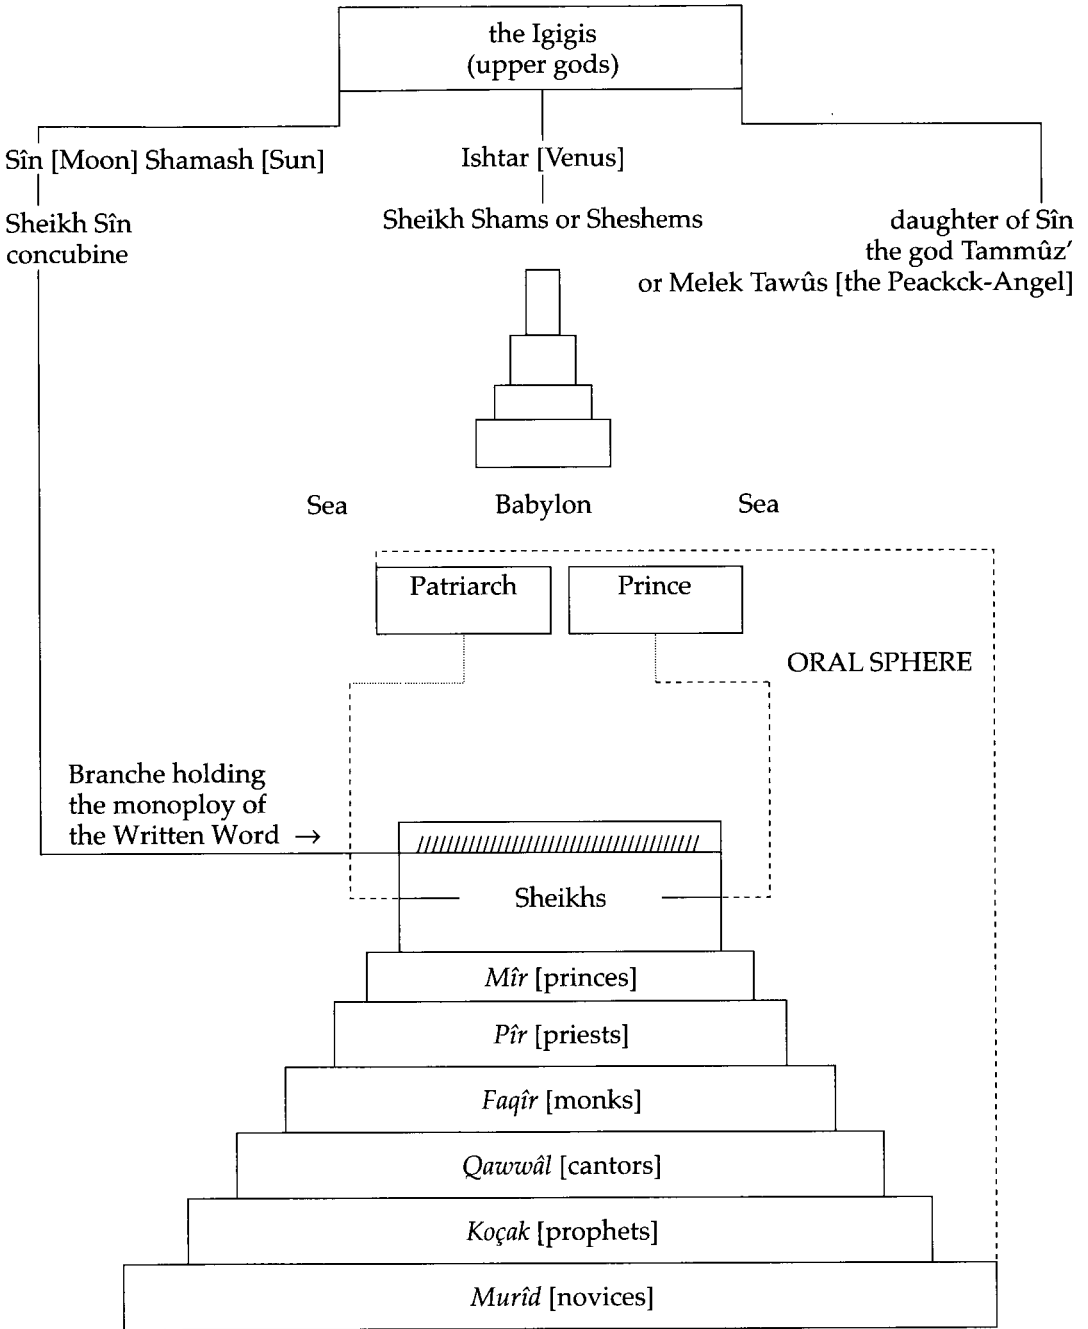 the Igigis
(upper gods)
Sîn [Moon] Shamash [Sun]
Ishtar [Venus]
Sheikh Sîn
concubine
Sheikh Shams or Sheshems
daughter of Sîn
the god Tammûz'
or Melek Tawûs [the Peackck-Angel]
Sea Babylon Sea
Patriarch
Prince
ORAL SPHERE
Branche holding
the monoploy of
the Written Word →
Sheikhs
Mîr [princes]
Pîr [priests]
Faqîr [monks]
Qawwâl [cantors]
Koçak [prophets]
Murîd [novices]